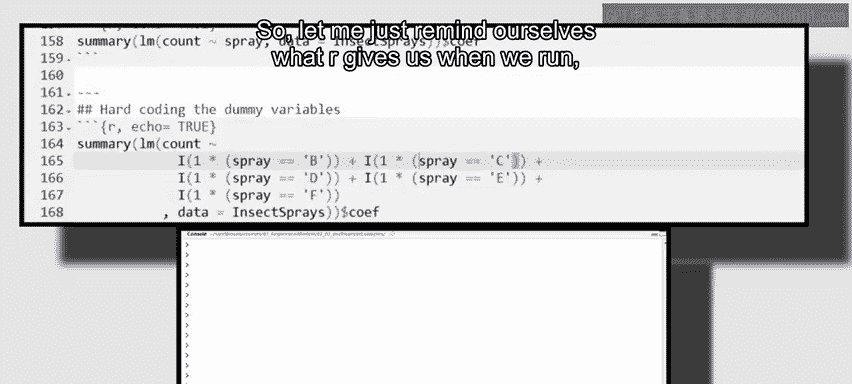 So, let me just remind ourselves
what r gives us when we run,
158 summary(lm(count ~ spray, data = InsectSprays))$coef
159 ```
160
161 ---
162 ## Hard coding the dummy variables
163 ```{r, echo= TRUE}
164 summary(lm(count ~
165 I(1 * (spray == 'B')) + I(1 * (spray == 'C')) +
166 I(1 * (spray == 'D')) + I(1 * (spray == 'E')) +
167 I(1 * (spray == 'F'))
168 , data = InsectSprays))$coef
Console
>
>
>
>
>
>
>
>
>
>
>
>